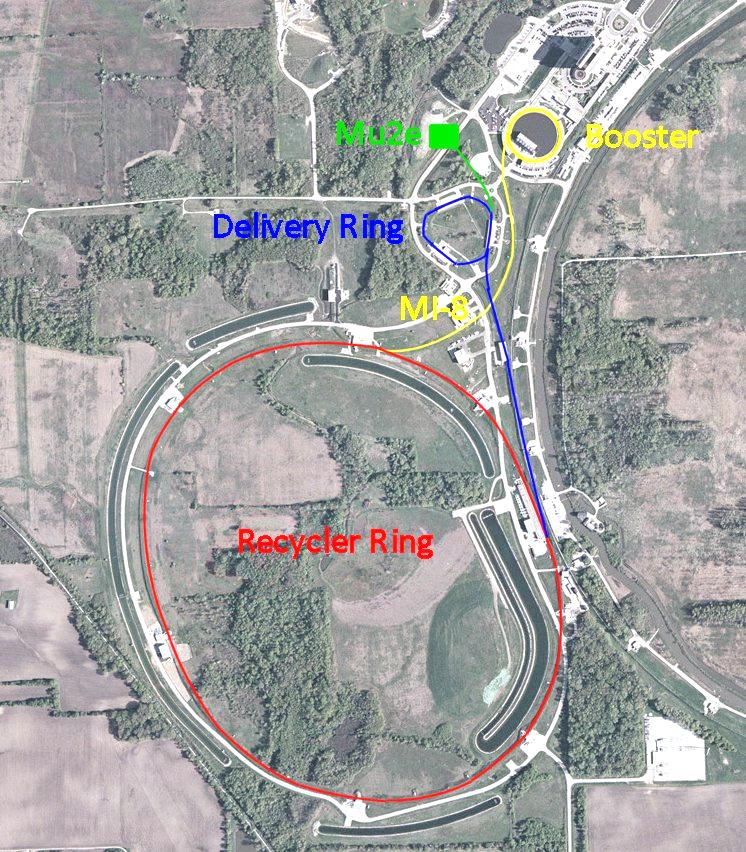 Mu2e
Booster
Delivery Ring
MI-8
Recycler Ring